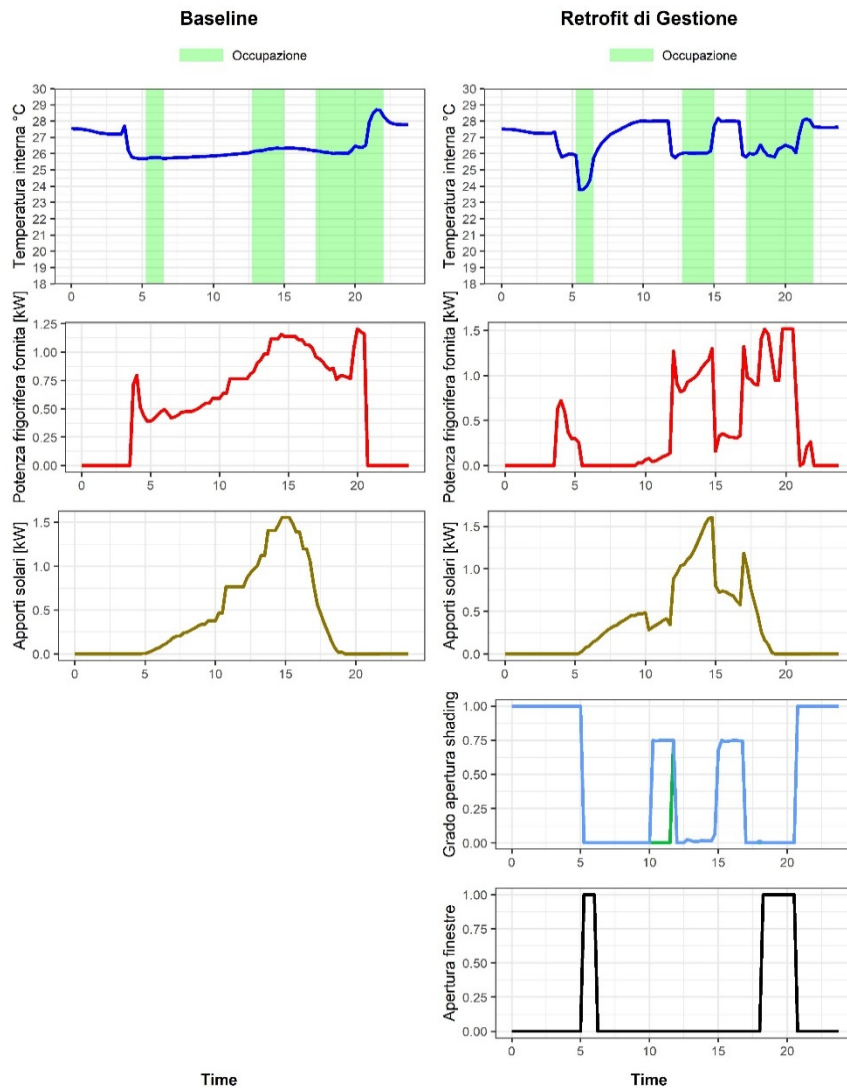 Baseline
Occupazione
Temperatura interna °C
30
29
28
27
26
25
24
23
22
21
20
19
18
0 5 10 15 20
Potenza frigorifera fornita [kW]
1.25
1.00
0.75
0.50
0.25
0.00
0 5 10 15 20
Apporti solari [kW]
1.5
1.0
0.5
0.0
0 5 10 15 20
Time
Retrofit di Gestione
Occupazione
Temperatura interna °C
30
29
28
27
26
25
24
23
22
21
20
19
18
0 5 10 15 20
Potenza frigorifera fornita [kW]
1.5
1.0
0.5
0.0
0 5 10 15 20
Apporti solari [kW]
1.5
1.0
0.5
0.0
0 5 10 15 20
Grado apertura shading
1.00
0.75
0.50
0.25
0.00
0 5 10 15 20
Apertura finestre
1.00
0.75
0.50
0.25
0.00
0 5 10 15 20
Time